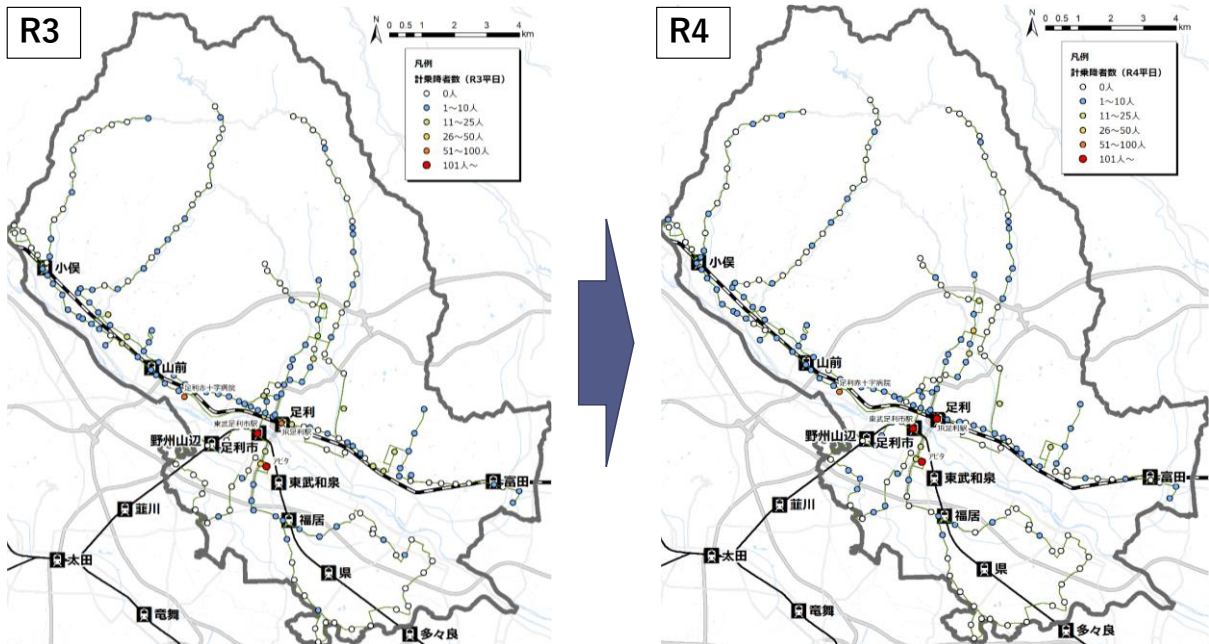 R3
N
0 0.5 1 2 3 4
km
凡例
計乗降者数（R3平日）
0人
1～10人
11～25人
26～50人
51～100人
101人～
小俣
山前
足利赤十字病院
足利
東武足利市駅
JR足利駅
野州山辺
足利市
アピタ
東武和泉
富田
韮川
福居
太田
県
竜舞
多々良
R4
N
0 0.5 1 2 3 4
km
凡例
計乗降者数（R4平日）
0人
1～10人
11～25人
26～50人
51～100人
101人～
小俣
山前
足利赤十字病院
足利
東武足利市駅
JR足利駅
野州山辺
足利市
アピタ
東武和泉
富田
韮川
福居
太田
県
竜舞
多々良